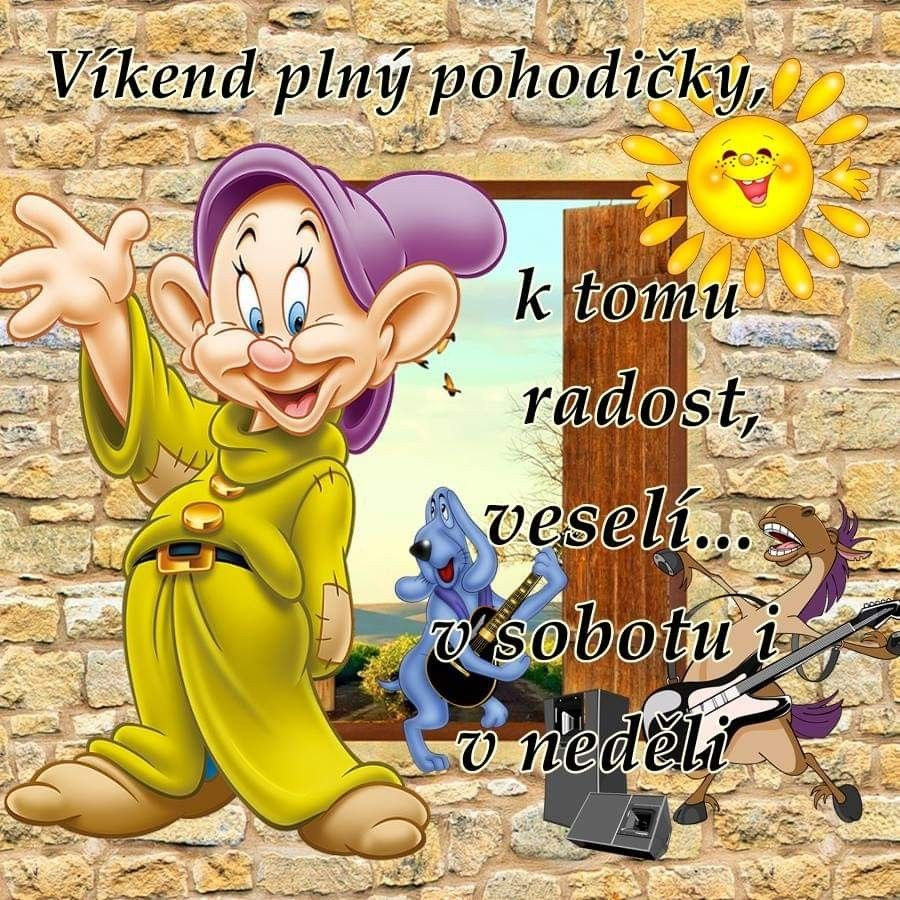 Víkend plný pohodičky,
k tomu
radost,
veselí...
v sobotu i
v neděli